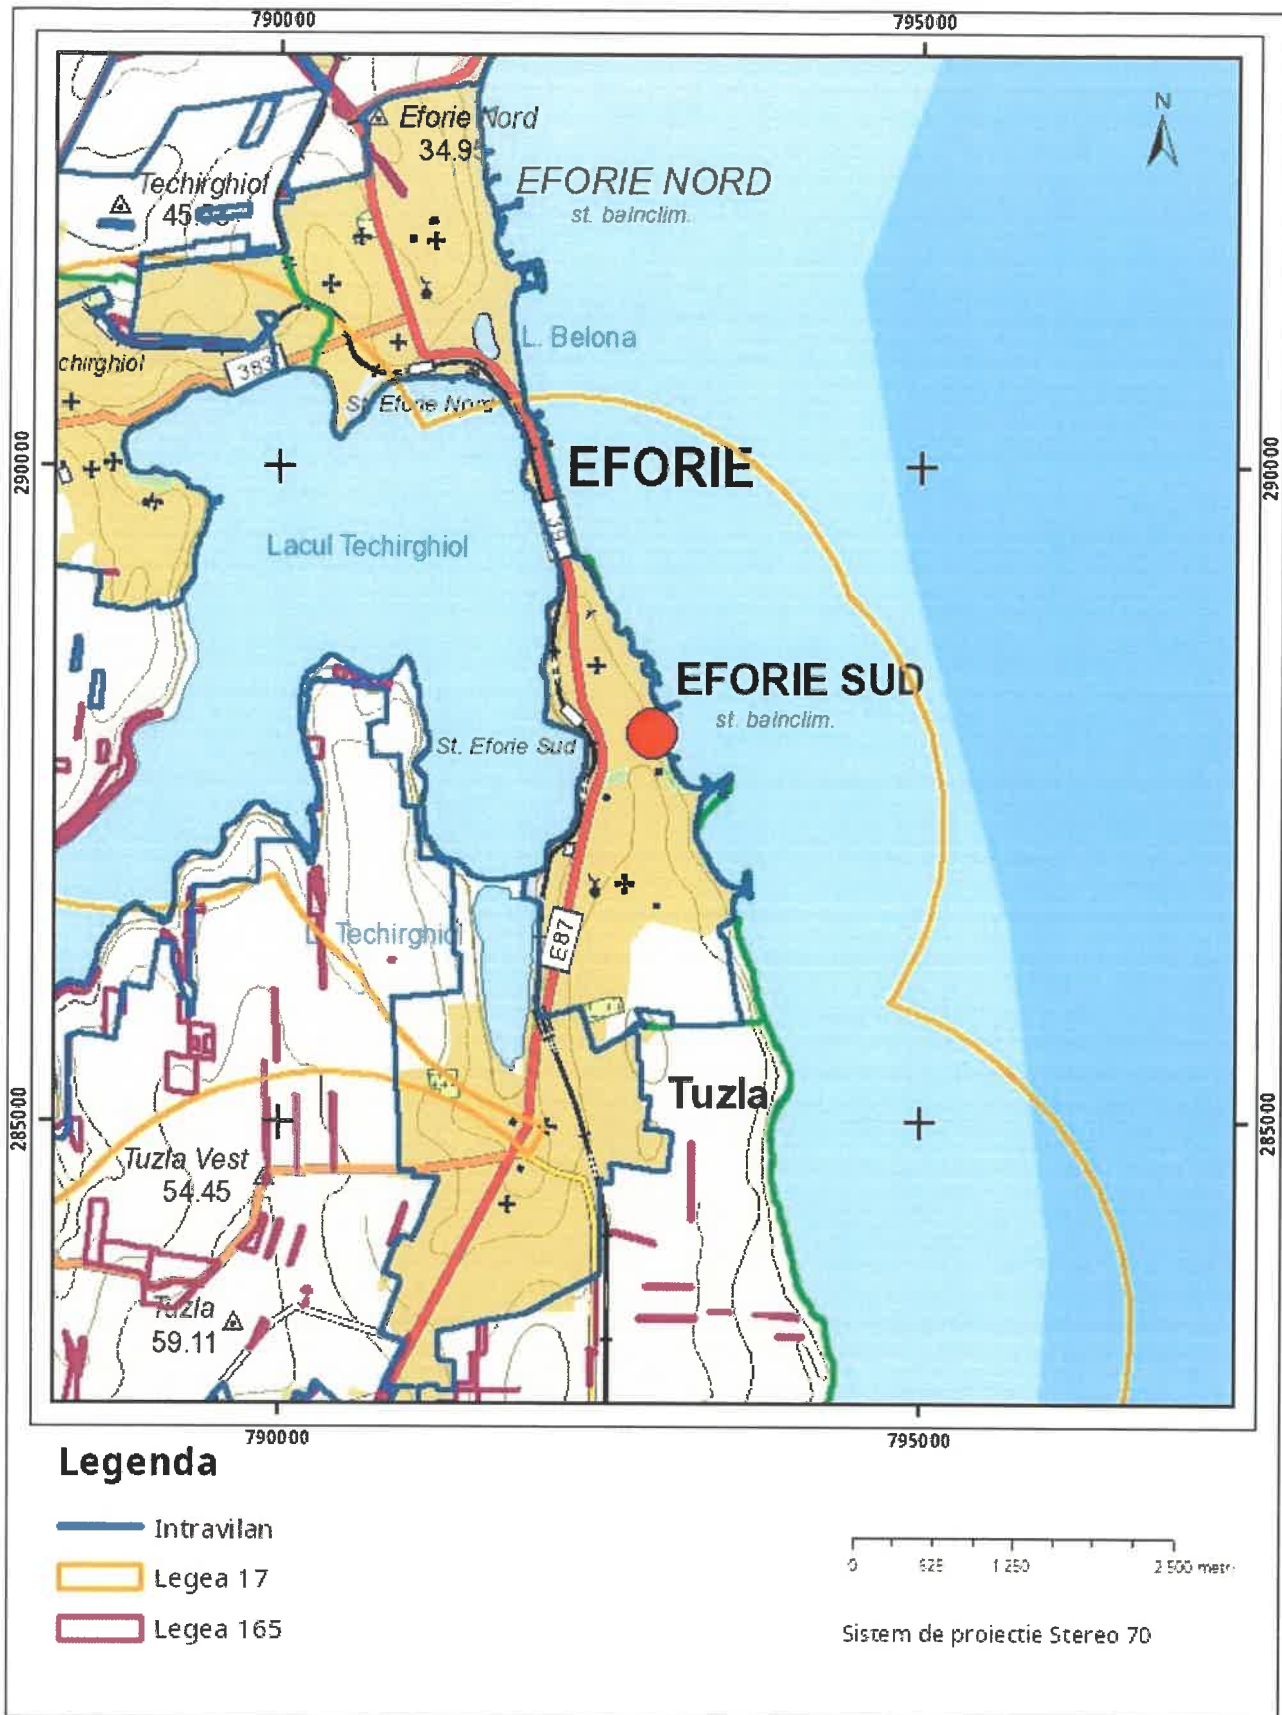 790000
795000
Eforie Nord
34.95
N
EFORIE NORD
st. balnclim.
Techirghiol
L. Belona
chirghiol
383
St. Eforie Nord
290000
EFORIE
290000
39
Lacul Techirghiol
EFORIE SUD
st. balnclim.
St. Eforie Sud
L. Techirghiol
E87
Tuzla
285000
285000
Tuzla Vest
54.45
Tuzla
59.11
790000
795000
Legenda
Intravilan
Legea 17
Legea 165
0 625 1 250 2 500 metri
Sistem de proiectie Stereo 70